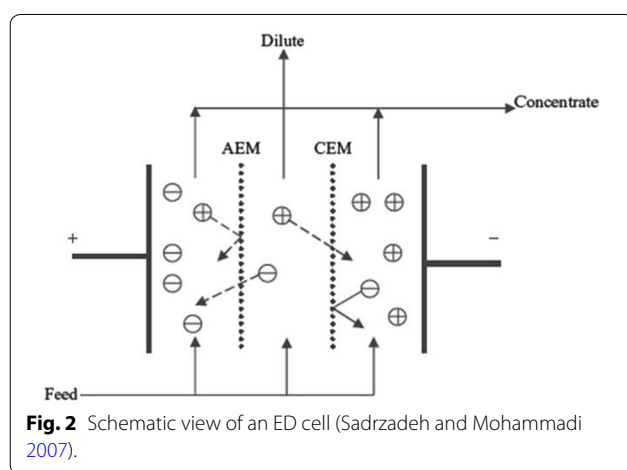 Dilute
Concentrate
AEM CEM
+ −
Feed
Fig. 2 Schematic view of an ED cell (Sadrzadeh and Mohammadi
2007).